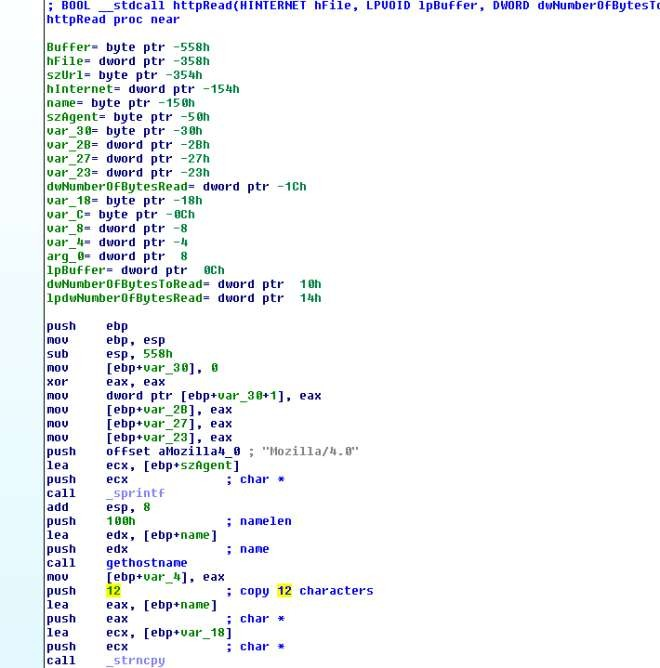 ; BOOL __stdcall httpRead(HINTERNET hFile, LPVOID lpBuffer, DWORD dwNumberOfBytesTo
httpRead proc near
Buffer= byte ptr -558h
hFile= dword ptr -358h
szUrl= byte ptr -354h
hInternet= dword ptr -154h
name= byte ptr -150h
szAgent= byte ptr -50h
var_30= byte ptr -30h
var_2B= dword ptr -2Bh
var_27= dword ptr -27h
var_23= dword ptr -23h
dwNumberOfBytesRead= dword ptr -1Ch
var_18= byte ptr -18h
var_C= byte ptr -0Ch
var_8= dword ptr -8
var_4= dword ptr -4
arg_0= dword ptr 8
lpBuffer= dword ptr 0Ch
dwNumberOfBytesToRead= dword ptr 10h
lpdwNumberOfBytesRead= dword ptr 14h
push ebp
mov ebp, esp
sub esp, 558h
mov [ebp+var_30], 0
xor eax, eax
mov dword ptr [ebp+var_30+1], eax
mov [ebp+var_2B], eax
mov [ebp+var_27], eax
mov [ebp+var_23], eax
push offset aMozilla4_0 ; "Mozilla/4.0"
lea ecx, [ebp+szAgent]
push ecx ; char *
call _sprintf
add esp, 8
push 100h ; namelen
lea edx, [ebp+name]
push edx ; name
call gethostname
mov [ebp+var_4], eax
push 12 ; copy 12 characters
lea eax, [ebp+name]
push eax ; char *
lea ecx, [ebp+var_18]
push ecx ; char *
call _strncpy